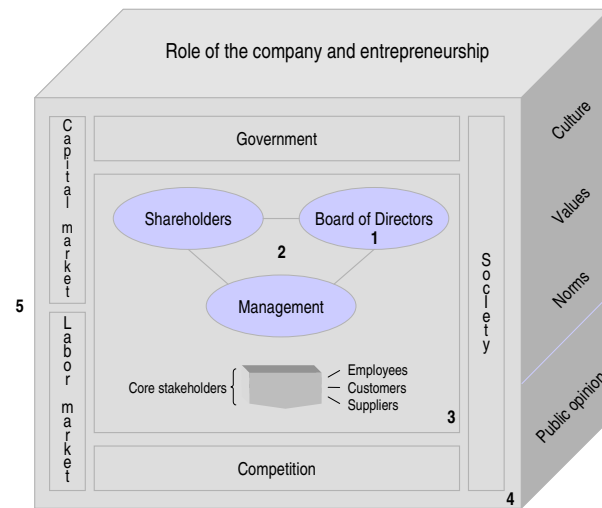 Role of the company and entrepreneurship
Culture
Values
Norms
Public opinion
Capital market
Government
Society
Shareholders
Board of Directors
1
2
Management
5
Labor market
Core stakeholders
Employees
Customers
Suppliers
3
Competition
4